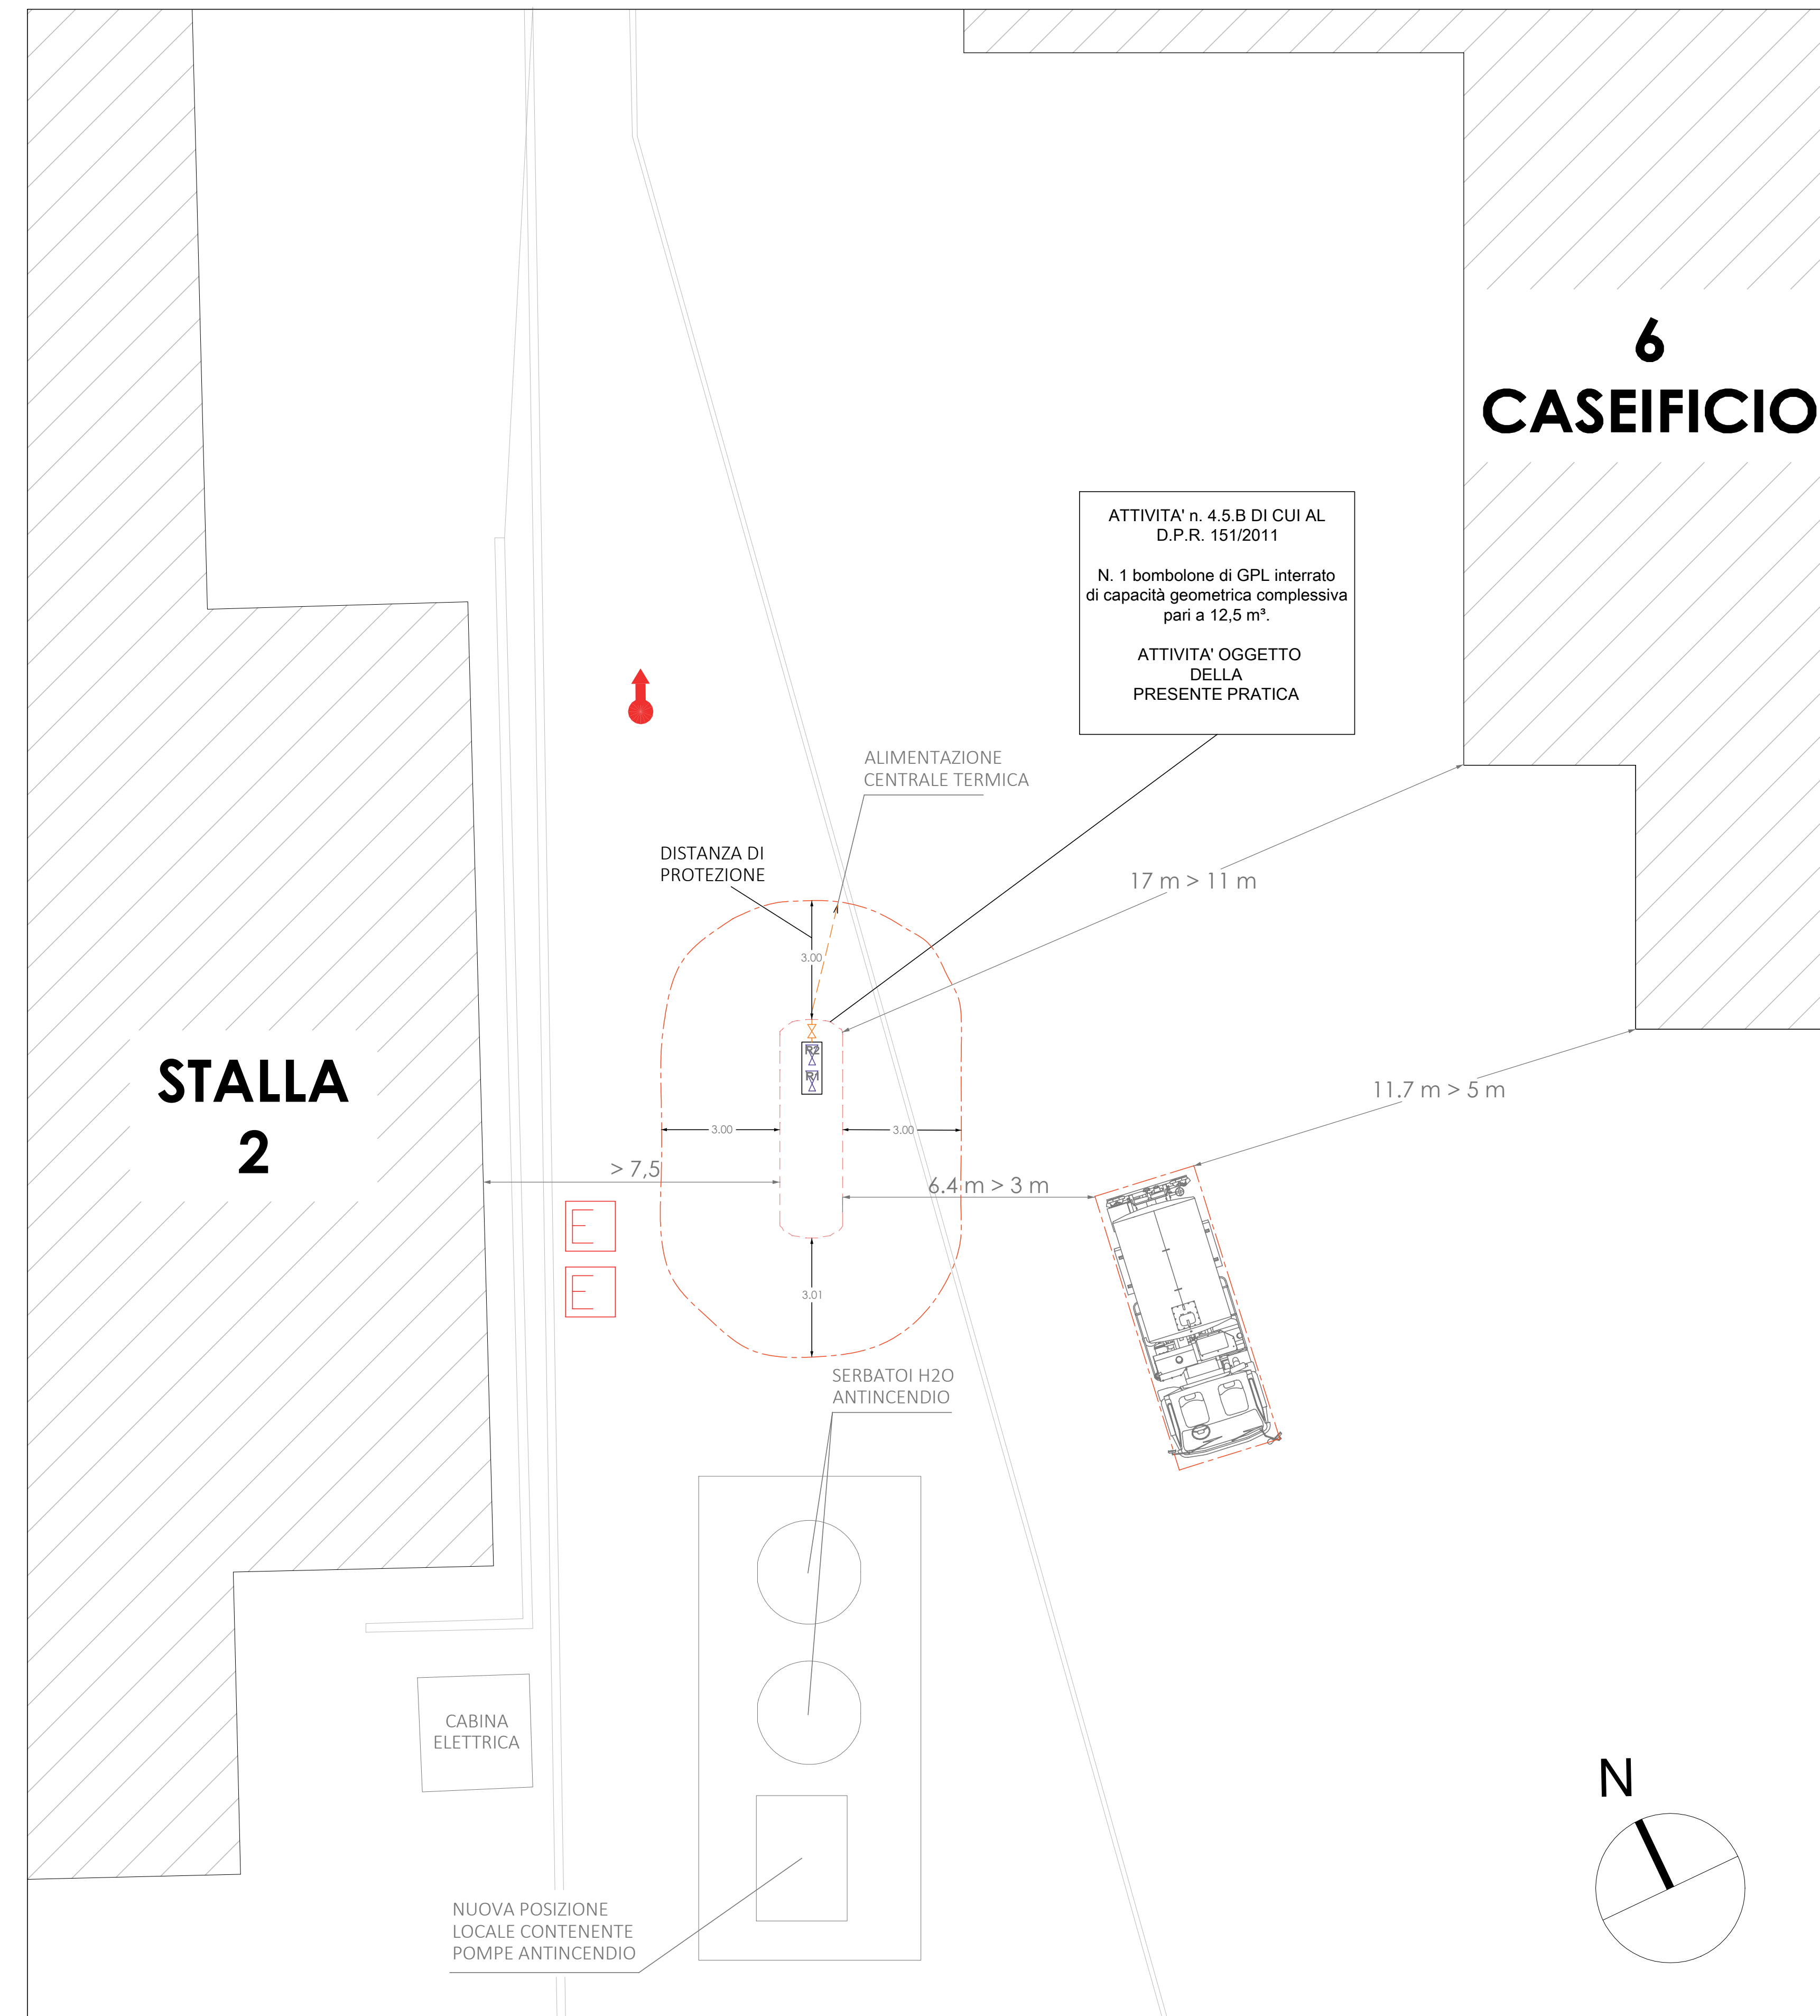 6
CASEIFICIO
ATTIVITA' n. 4.5.B DI CUI AL
D.P.R. 151/2011
N. 1 bombolone di GPL interrato
di capacità geometrica complessiva
pari a 12,5 m³.
ATTIVITA' OGGETTO
DELLA
PRESENTE PRATICA
ALIMENTAZIONE
CENTRALE TERMICA
DISTANZA DI
PROTEZIONE
17 m > 11 m
3.00
R2
R1
STALLA
2
11.7 m > 5 m
3.00
3.00
> 7,5
6.4 m > 3 m
E
E
3.01
SERBATOI H2O
ANTINCENDIO
CABINA
ELETTRICA
N
NUOVA POSIZIONE
LOCALE CONTENENTE
POMPE ANTINCENDIO